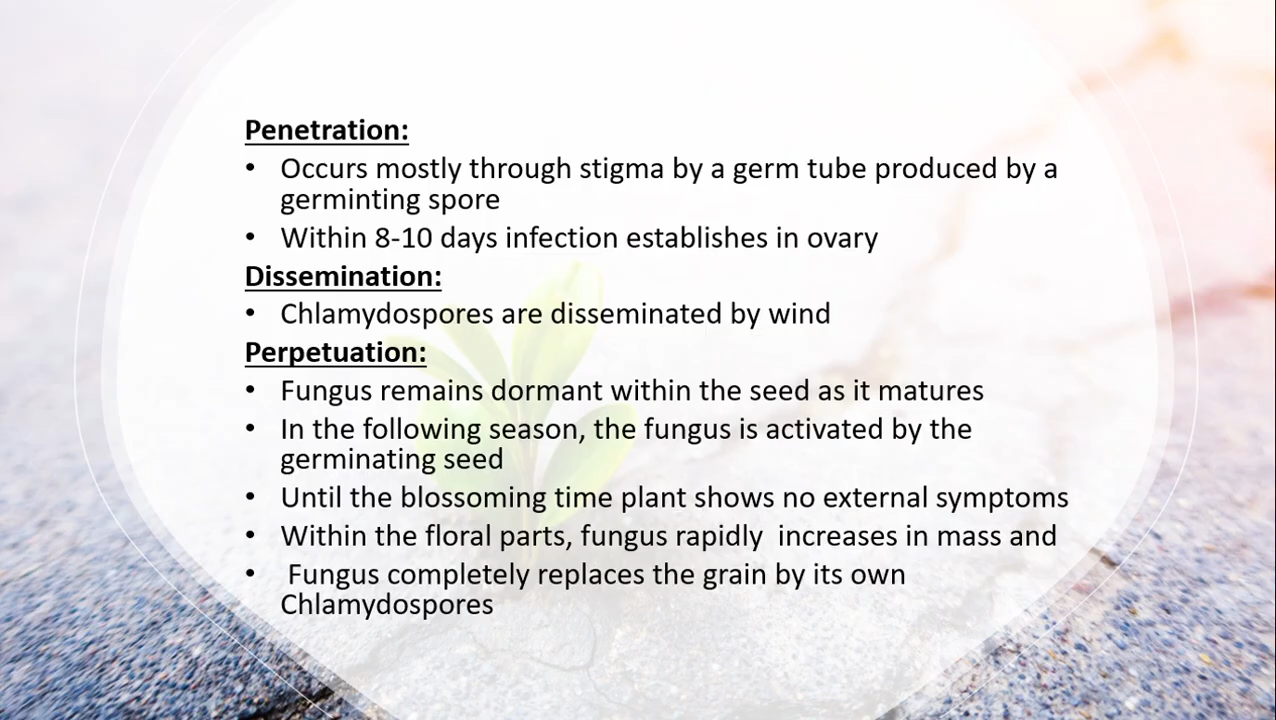 Penetration:
• Occurs mostly through stigma by a germ tube produced by a
germinting spore
• Within 8-10 days infection establishes in ovary
Dissemination:
• Chlamydospores are disseminated by wind
Perpetuation:
• Fungus remains dormant within the seed as it matures
• In the following season, the fungus is activated by the
germinating seed
• Until the blossoming time plant shows no external symptoms
• Within the floral parts, fungus rapidly  increases in mass and
•  Fungus completely replaces the grain by its own
Chlamydospores